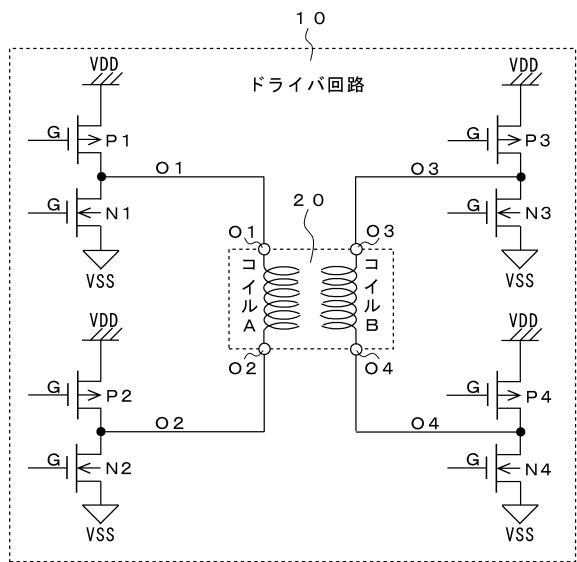 10
ドライバ回路
VDD
G
P1
O1
G
N1
VSS
VDD
G
P3
O3
G
N3
VSS
20
O1
O3
コイルA
コイルB
O2
O4
VDD
G
P2
O2
G
N2
VSS
VDD
G
P4
O4
G
N4
VSS